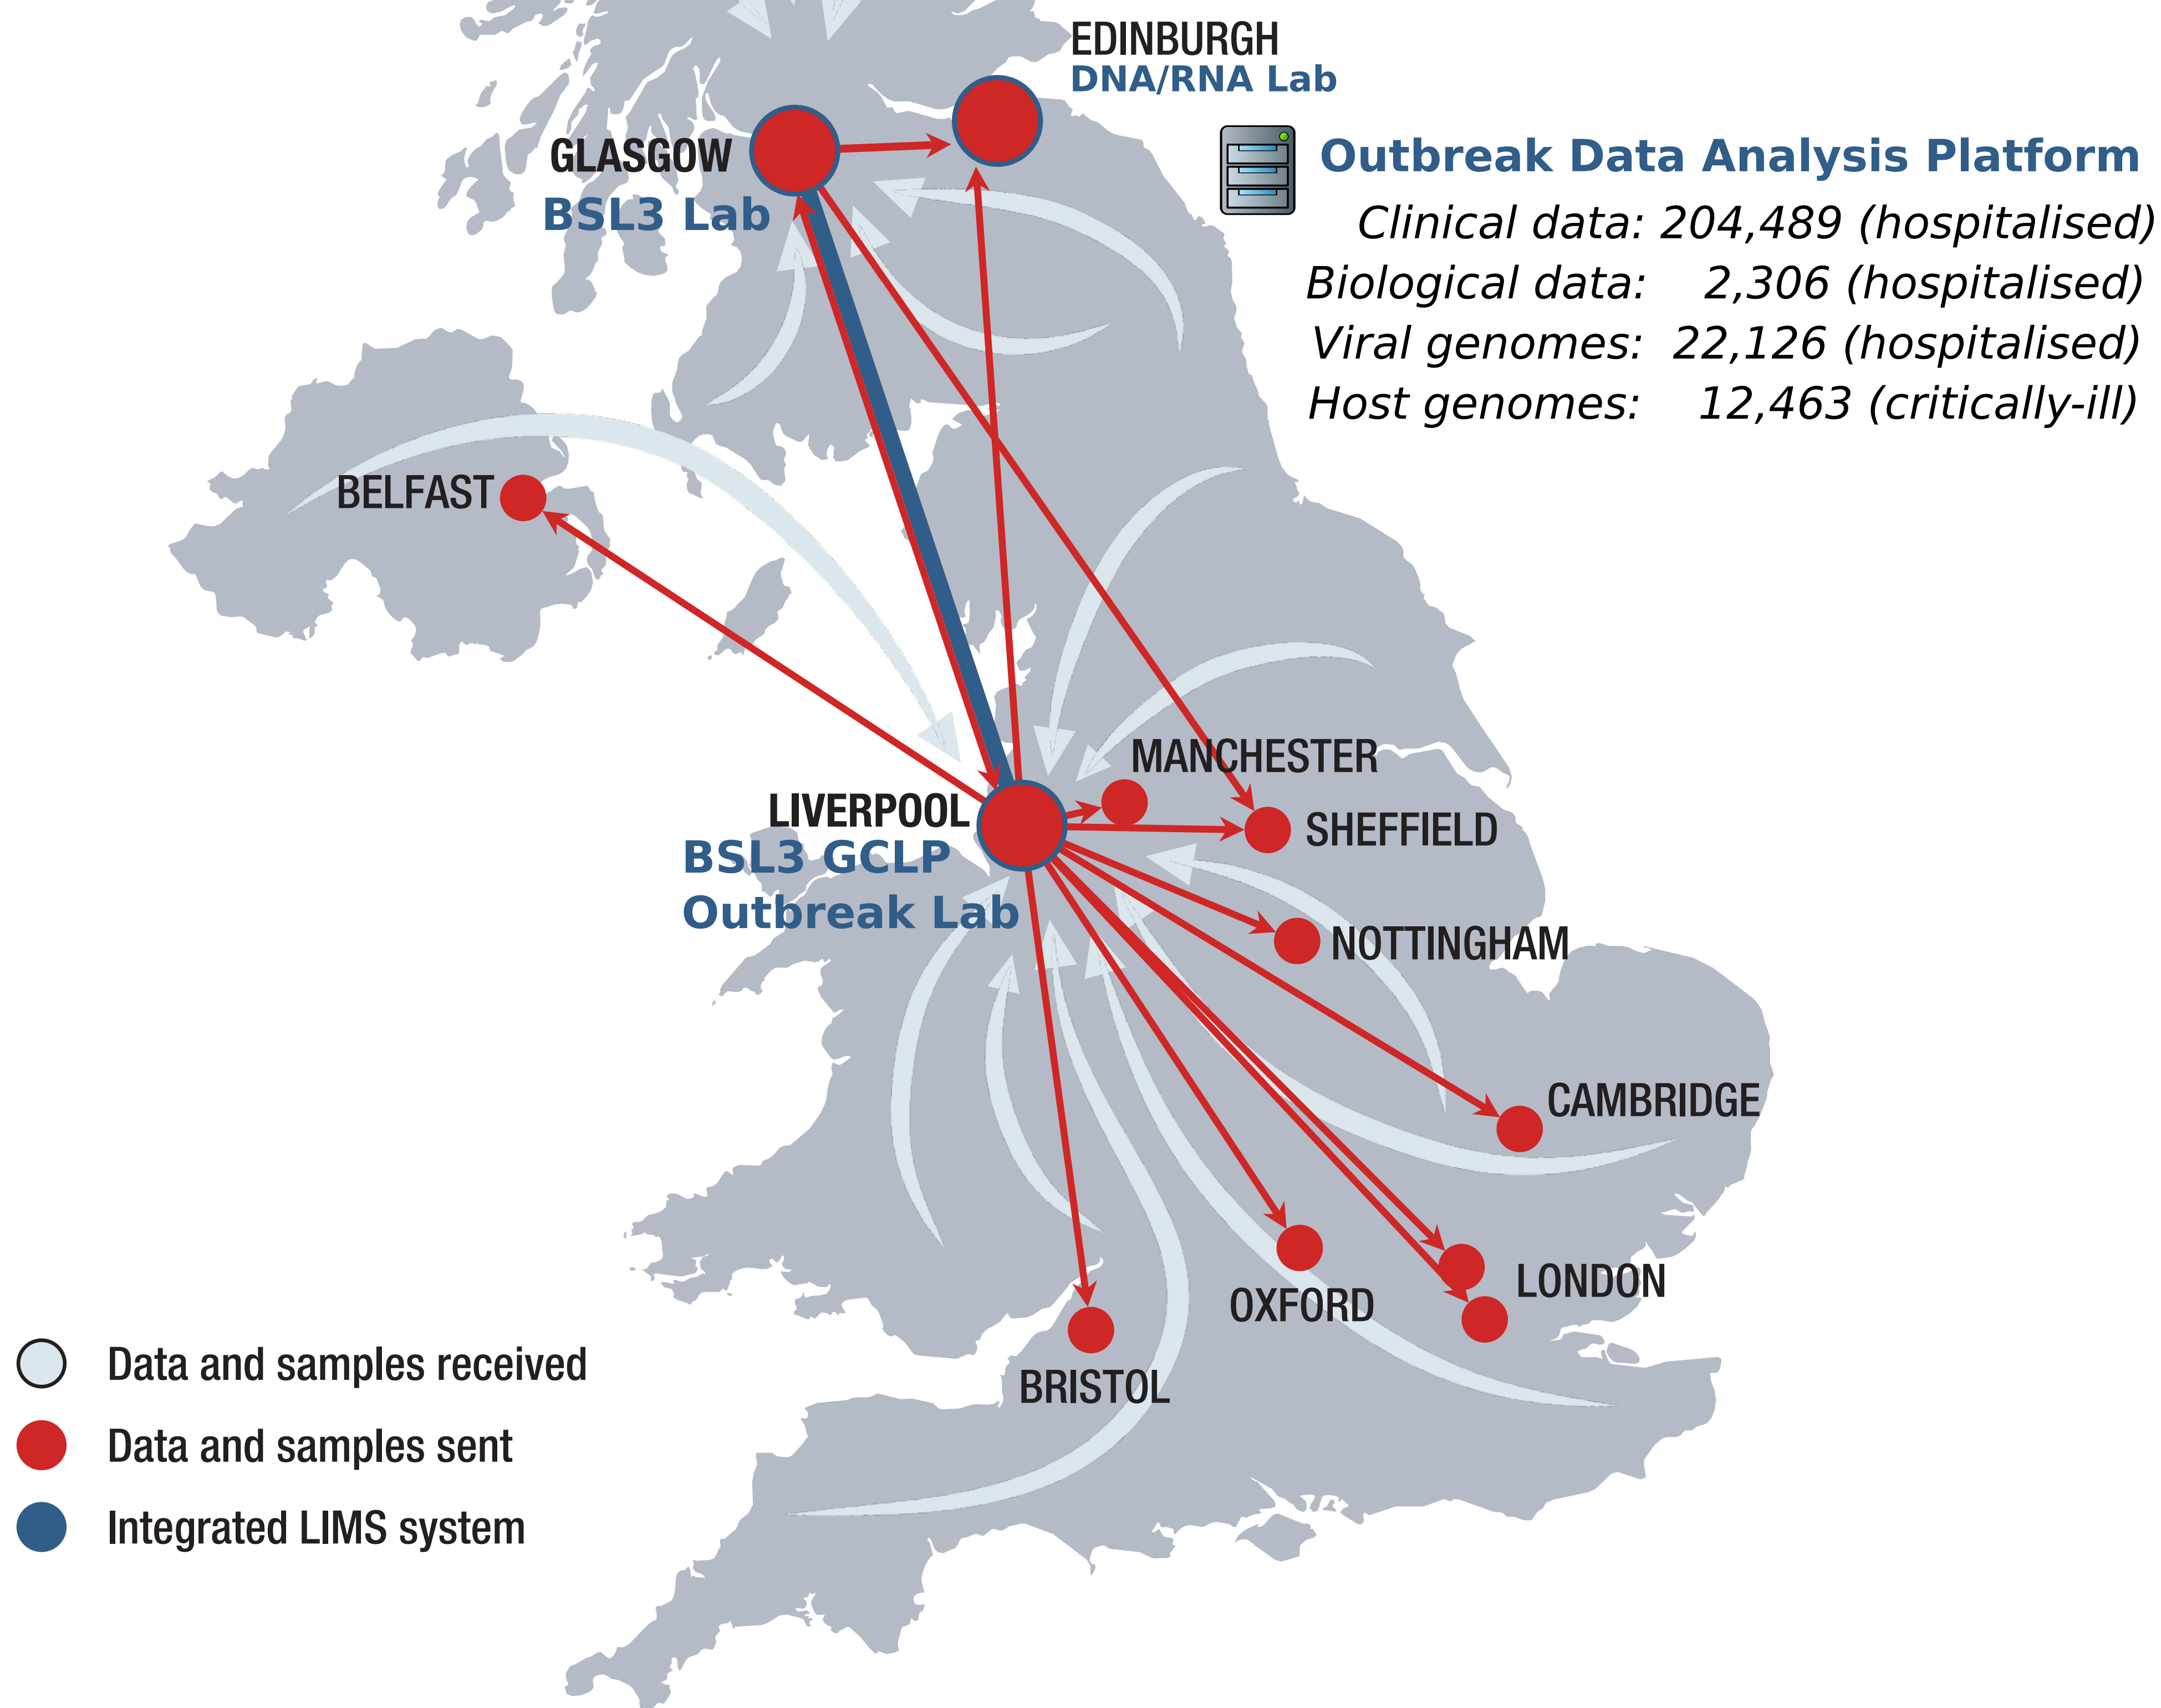 EDINBURGH
DNA/RNA Lab
GLASGOW
BSL3 Lab
Outbreak Data Analysis Platform
Clinical data: 204,489 (hospitalised)
Biological data: 2,306 (hospitalised)
Viral genomes: 22,126 (hospitalised)
Host genomes: 12,463 (critically-ill)
BELFAST
MANCHESTER
LIVERPOOL
BSL3 GCLP
Outbreak Lab
SHEFFIELD
NOTTINGHAM
CAMBRIDGE
LONDON
OXFORD
BRISTOL
Data and samples received
Data and samples sent
Integrated LIMS system